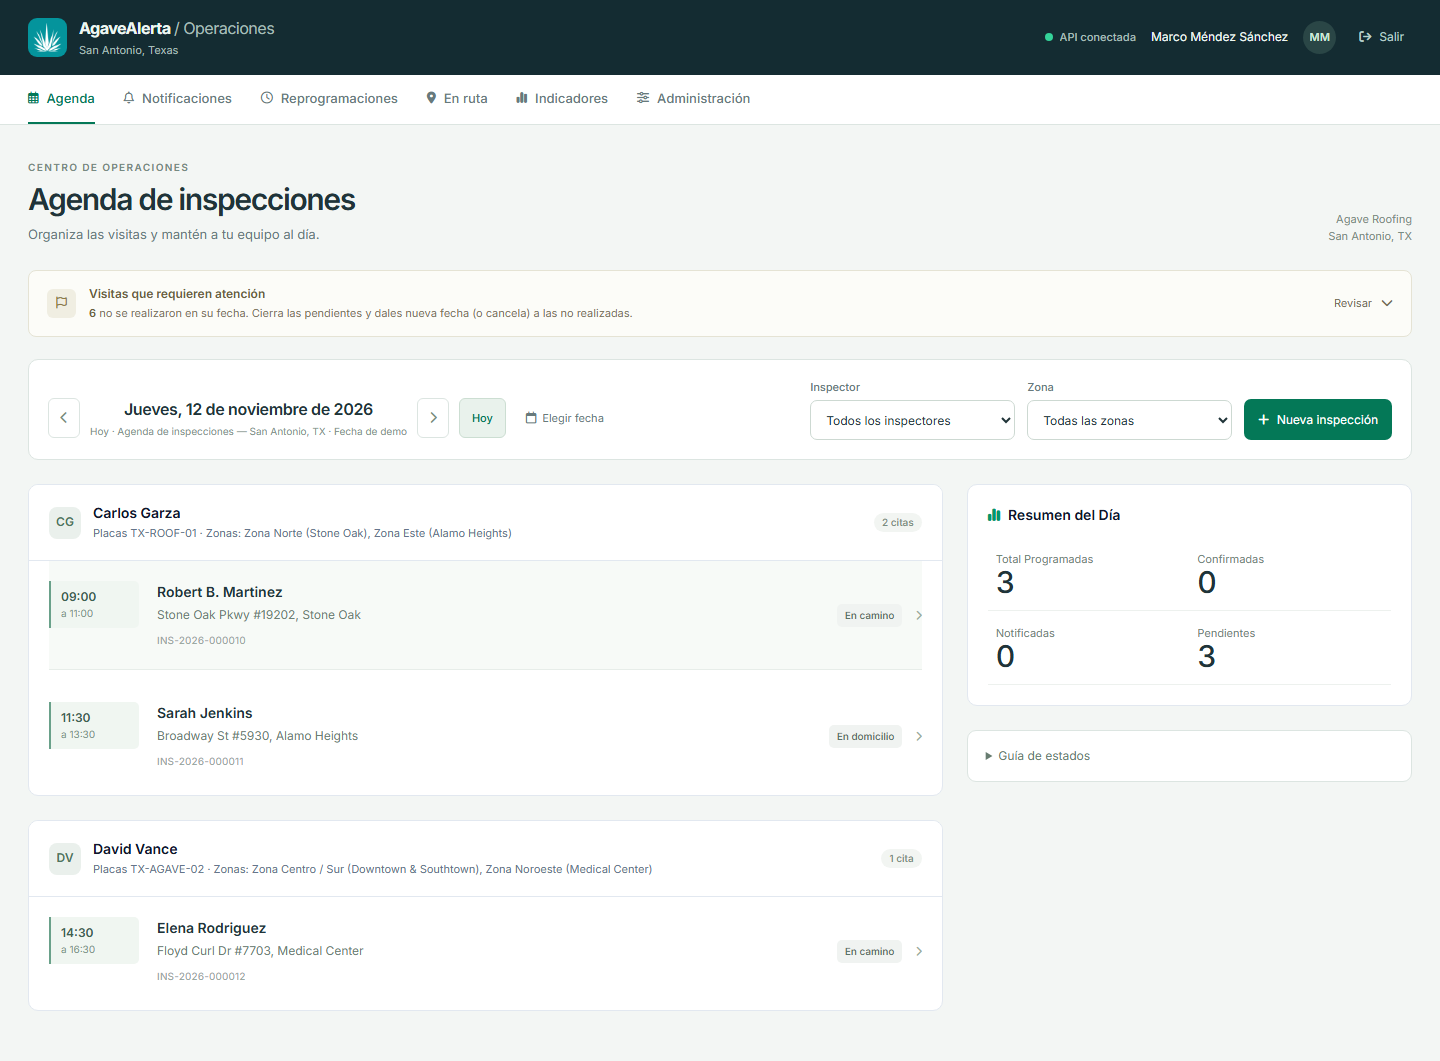 AgaveAlerta / Operaciones
San Antonio, Texas
API conectada
Marco Méndez Sánchez
MM
Salir
Agenda
Notificaciones
Reprogramaciones
En ruta
Indicadores
Administración
CENTRO DE OPERACIONES
Agenda de inspecciones
Organiza las visitas y mantén a tu equipo al día.
Agave Roofing
San Antonio, TX
Visitas que requieren atención
6 no se realizaron en su fecha. Cierra las pendientes y dales nueva fecha (o cancela) a las no realizadas.
Revisar
Jueves, 12 de noviembre de 2026
Hoy · Agenda de inspecciones — San Antonio, TX · Fecha de demo
Hoy
Elegir fecha
Inspector
Todos los inspectores
Zona
Todas las zonas
Nueva inspección
CG
Carlos Garza
Placas TX-ROOF-01 · Zonas: Zona Norte (Stone Oak), Zona Este (Alamo Heights)
2 citas
09:00
a 11:00
Robert B. Martinez
Stone Oak Pkwy #19202, Stone Oak
INS-2026-000010
En camino
11:30
a 13:30
Sarah Jenkins
Broadway St #5930, Alamo Heights
INS-2026-000011
En domicilio
DV
David Vance
Placas TX-AGAVE-02 · Zonas: Zona Centro / Sur (Downtown & Southtown), Zona Noroeste (Medical Center)
1 cita
14:30
a 16:30
Elena Rodriguez
Floyd Curl Dr #7703, Medical Center
INS-2026-000012
En camino
Resumen del Día
Total Programadas
3
Confirmadas
0
Notificadas
0
Pendientes
3
Guía de estados